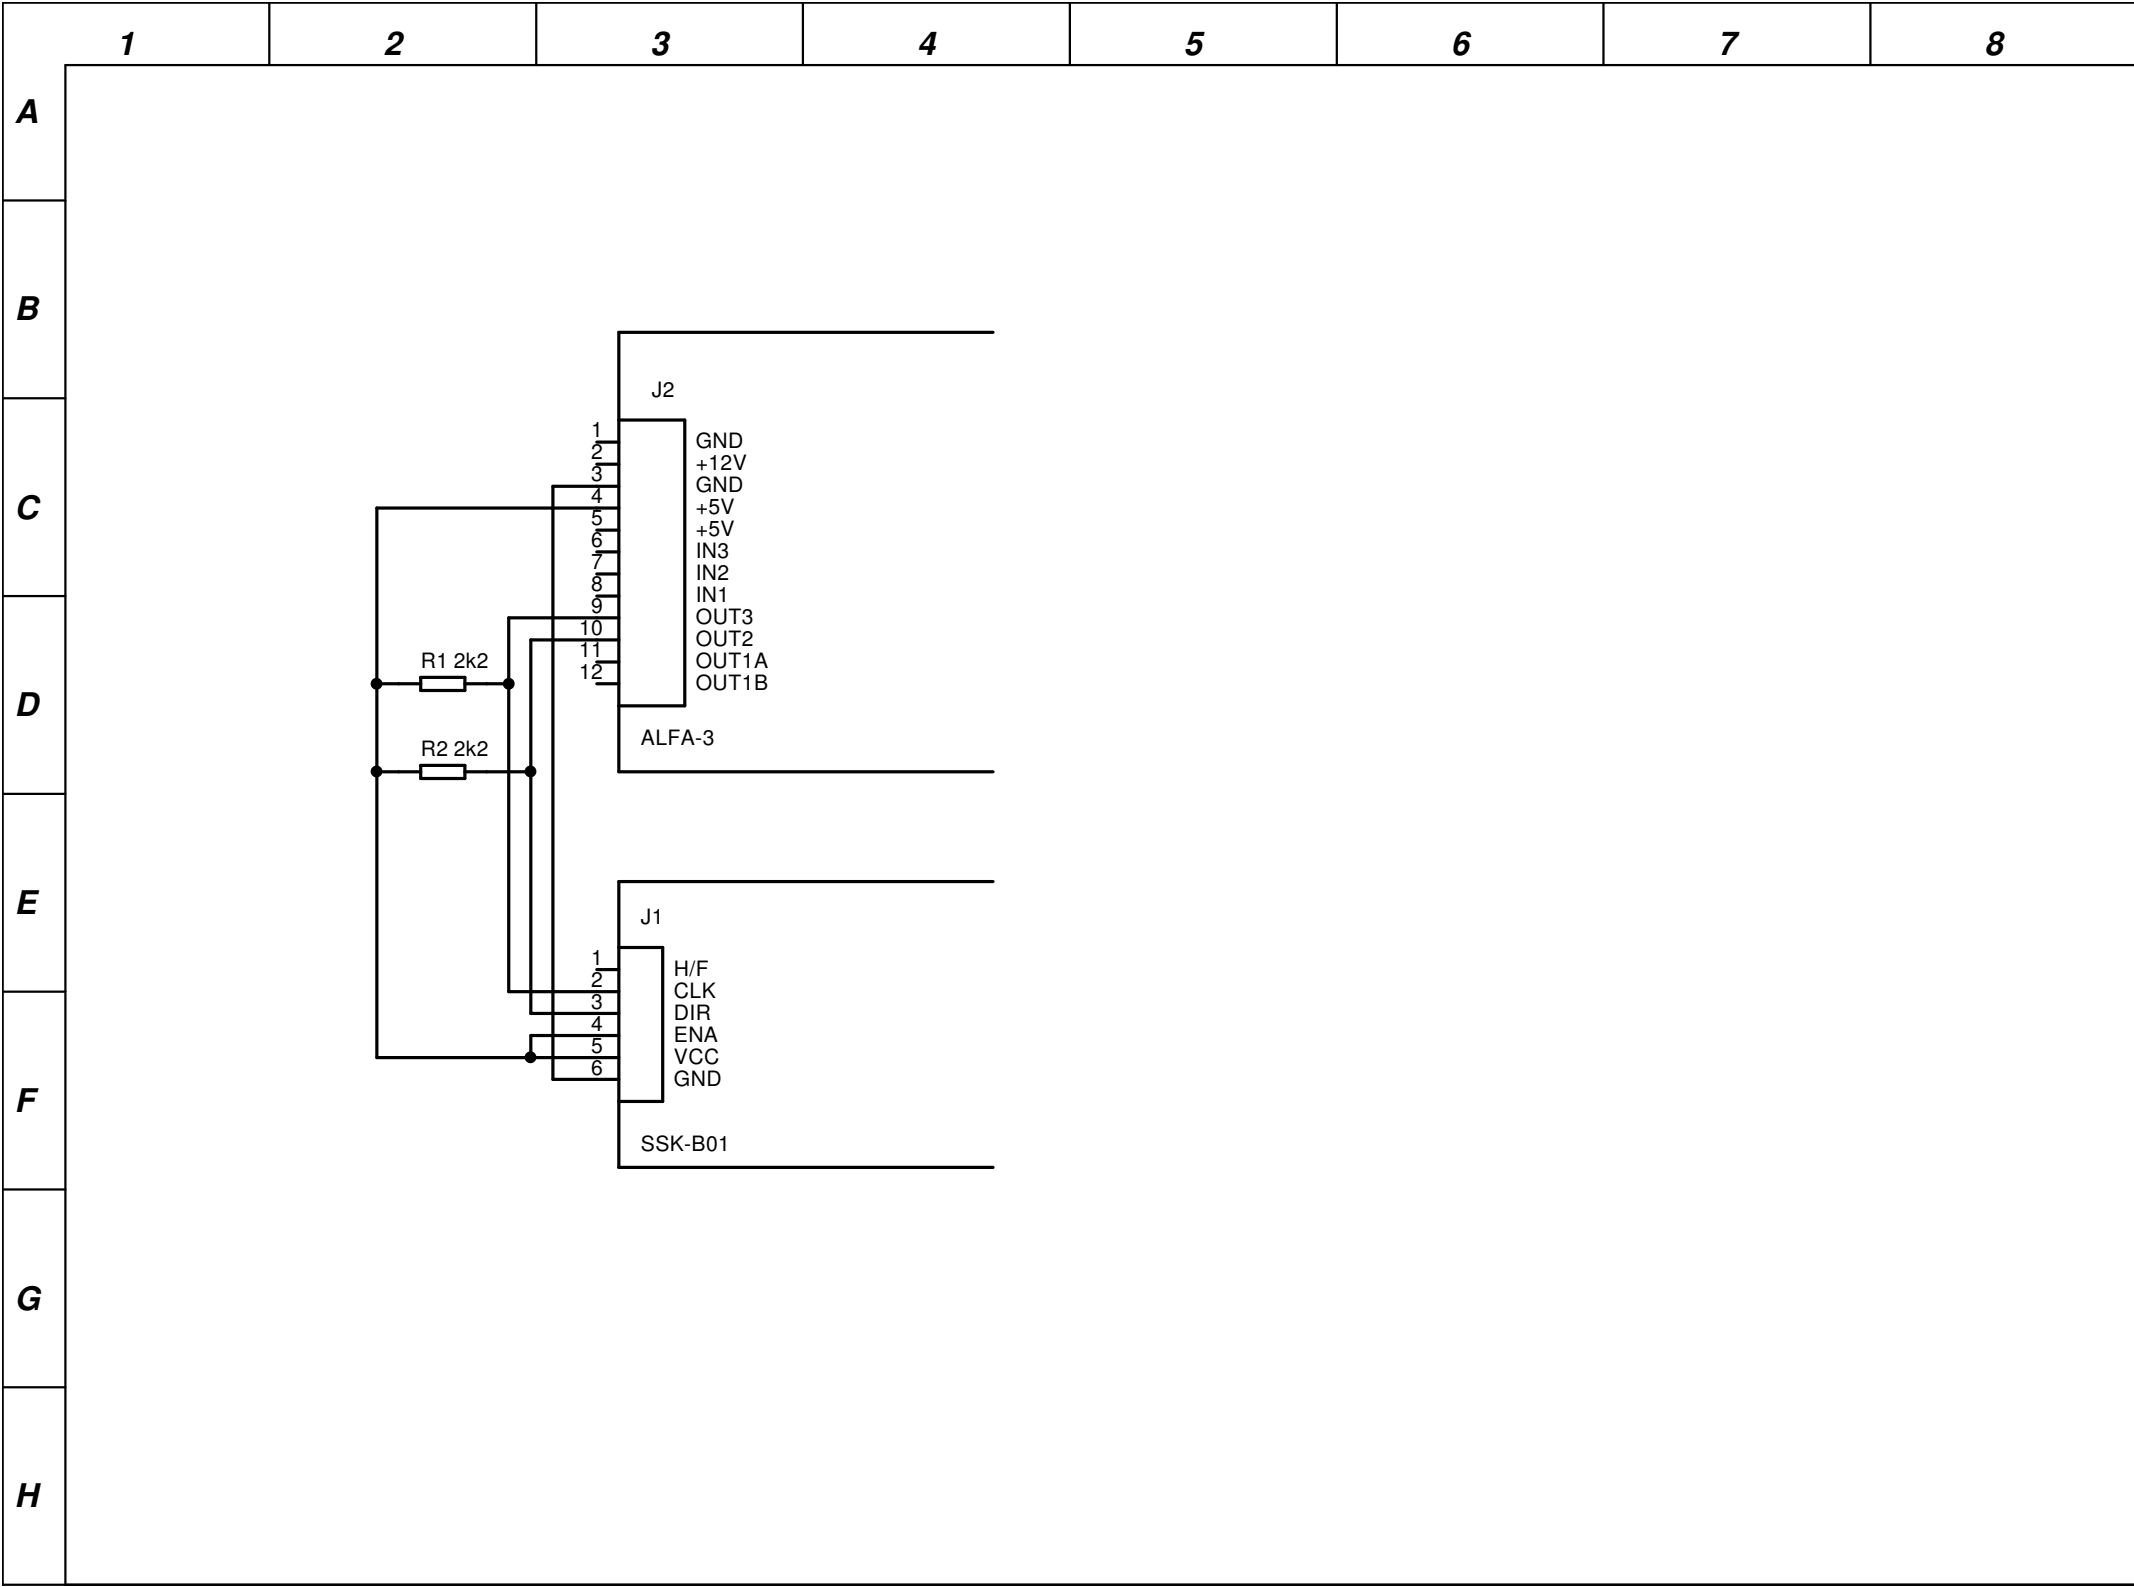 1 2 3 4 5 6 7 8
A
B
J2
1 GND
2 +12V
3 GND
C
4 +5V
5 +5V
6 IN3
7 IN2
8 IN1
9 OUT3
10 OUT2
11 OUT1A
12 OUT1B
R1 2k2
D
ALFA-3
R2 2k2
E
J1
1 H/F
2 CLK
3 DIR
4 ENA
5 VCC
6 GND
F
SSK-B01
G
H